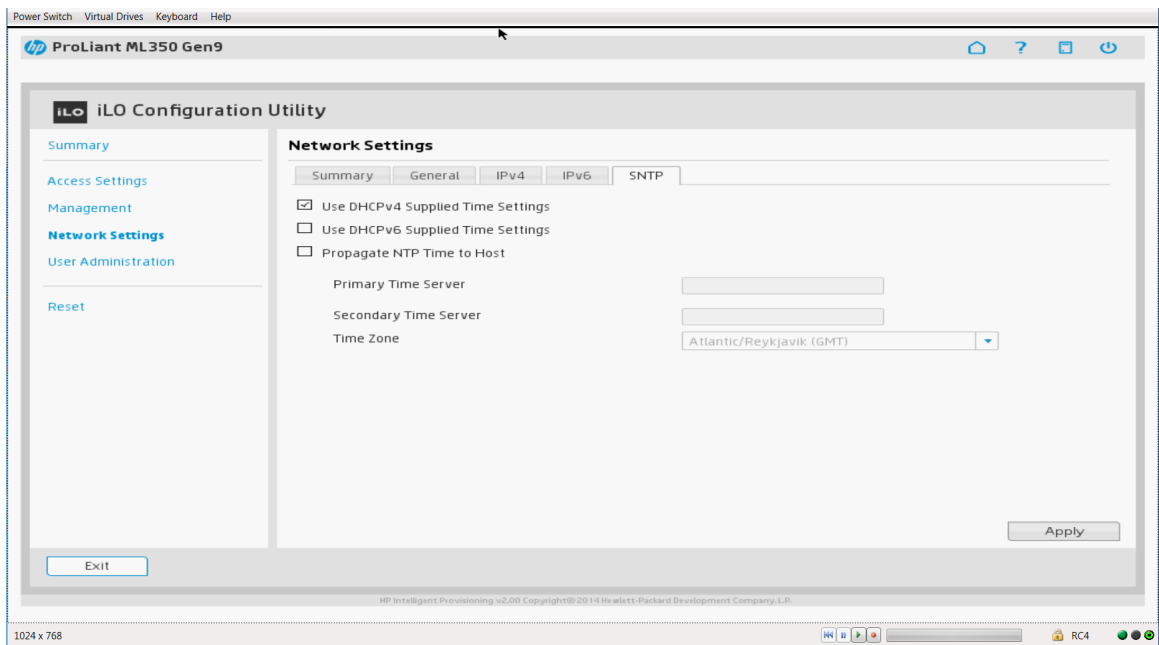 Power Switch Virtual Drives Keyboard Help
hp ProLiant ML350 Gen9 ?
iLO iLO Configuration Utility
Summary
Access Settings
Management
Network Settings
User Administration
Reset
Network Settings
Summary General IPv4 IPv6 SNTP
Use DHCPv4 Supplied Time Settings
Use DHCPv6 Supplied Time Settings
Propagate NTP Time to Host
Primary Time Server
Secondary Time Server
Time Zone Atlantic/Reykjavik (GMT)
Apply
Exit
HP Intelligent Provisioning v2.00 Copyright© 2014 Hewlett-Packard Development Company, L.P.
1024 x 768 RC4